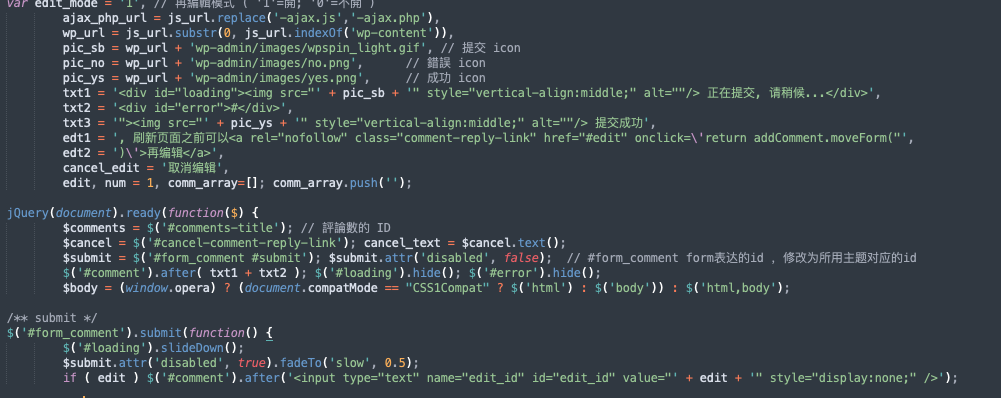 var edit_mode = '1', // 再編輯模式 ( '1'=開; '0'=不開 )
ajax_php_url = js_url.replace('-ajax.js','-ajax.php'),
wp_url = js_url.substr(0, js_url.indexOf('wp-content')),
pic_sb = wp_url + 'wp-admin/images/wpspin_light.gif', // 提交 icon
pic_no = wp_url + 'wp-admin/images/no.png', // 錯誤 icon
pic_ys = wp_url + 'wp-admin/images/yes.png', // 成功 icon
txt1 = '<div id="loading"><img src="' + pic_sb + '" style="vertical-align:middle;" alt=""/> 正在提交, 请稍候...</div>',
txt2 = '<div id="error">#</div>',
txt3 = '"><img src="' + pic_ys + '" style="vertical-align:middle;" alt=""/> 提交成功',
edt1 = ', 刷新页面之前可以<a rel="nofollow" class="comment-reply-link" href="#edit" onclick=\'return addComment.moveForm("',
edt2 = ')\'>再编辑</a>',
cancel_edit = '取消编辑',
edit, num = 1, comm_array=[]; comm_array.push('');
jQuery(document).ready(function($) {
$comments = $('#comments-title'); // 評論數的 ID
$cancel = $('#cancel-comment-reply-link'); cancel_text = $cancel.text();
$submit = $('#form_comment #submit'); $submit.attr('disabled', false); // #form_comment form表达的id ，修改为所用主题对应的id
$('#comment').after( txt1 + txt2 ); $('#loading').hide(); $('#error').hide();
$body = (window.opera) ? (document.compatMode == "CSS1Compat" ? $('html') : $('body')) : $('html,body');
/** submit */
$('#form_comment').submit(function() {
$('#loading').slideDown();
$submit.attr('disabled', true).fadeTo('slow', 0.5);
if ( edit ) $('#comment').after('<input type="text" name="edit_id" id="edit_id" value="' + edit + '" style="display:none;" />');